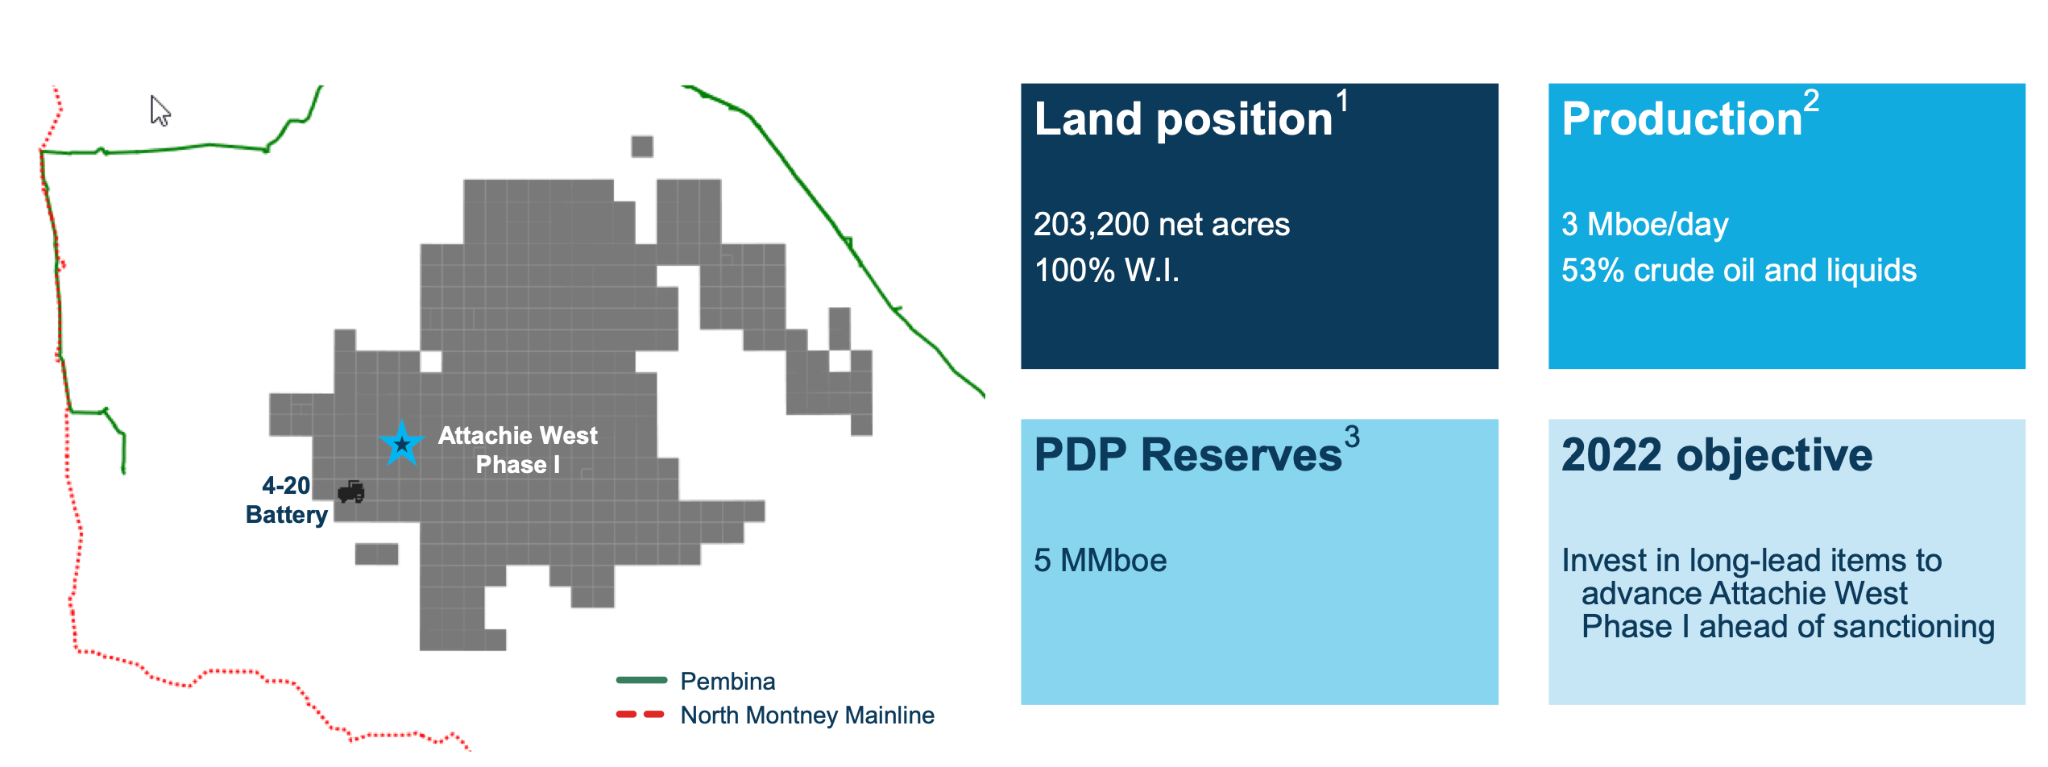 Attachie West
Phase I
4-20
Battery
Pembina
North Montney Mainline
Land position1
203,200 net acres
100% W.I.
Production2
3 Mboe/day
53% crude oil and liquids
PDP Reserves3
5 MMboe
2022 objective
Invest in long-lead items to
advance Attachie West
Phase I ahead of sanctioning